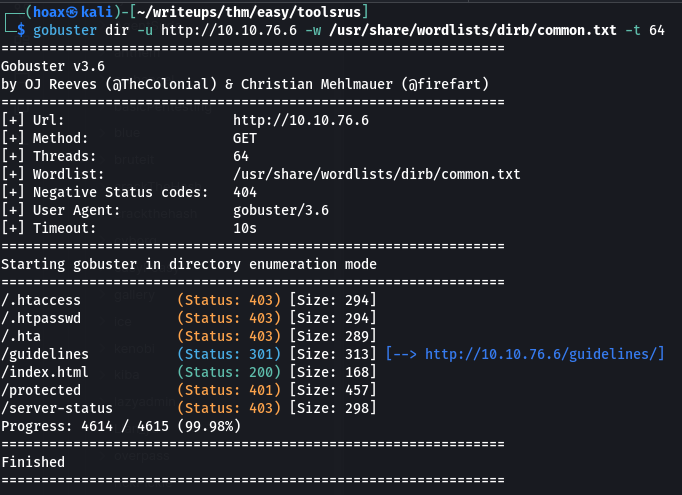 ┌──(hoax㉿kali)-[~/writeups/thm/easy/toolsrus]
└─$ gobuster dir -u http://10.10.76.6 -w /usr/share/wordlists/dirb/common.txt -t 64
===============================================================
Gobuster v3.6
by OJ Reeves (@TheColonial) & Christian Mehlmauer (@firefart)
===============================================================
[+] Url:                     http://10.10.76.6
[+] Method:                  GET
[+] Threads:                 64
[+] Wordlist:                /usr/share/wordlists/dirb/common.txt
[+] Negative Status codes:   404
[+] User Agent:              gobuster/3.6
[+] Timeout:                 10s
===============================================================
Starting gobuster in directory enumeration mode
===============================================================
/.htaccess            (Status: 403) [Size: 294]
/.htpasswd            (Status: 403) [Size: 294]
/.hta                 (Status: 403) [Size: 289]
/guidelines           (Status: 301) [Size: 313] [--> http://10.10.76.6/guidelines/]
/index.html           (Status: 200) [Size: 168]
/protected            (Status: 401) [Size: 457]
/server-status        (Status: 403) [Size: 298]
Progress: 4614 / 4615 (99.98%)
===============================================================
Finished
===============================================================